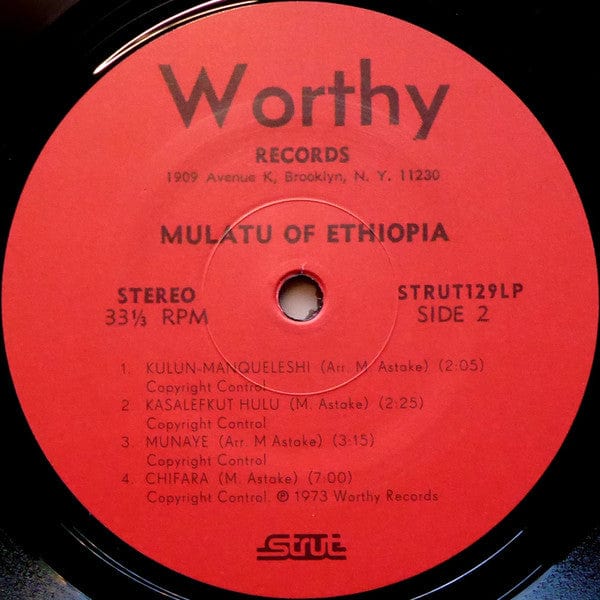 Worthy
RECORDS
1909 Avenue K, Brooklyn, N. Y. 11230
MULATU OF ETHIOPIA
STEREO
33⅓ RPM
STRUT129LP
SIDE 2
1. KULUN-MANQUELESHI (Arr. M. Astake) (2:05)
Copyright Control
2. KASALEFKUT HULU (M. Astake) (2:25)
Copyright Control
3. MUNAYE (Arr. M Astake) (3:15)
Copyright Control
4. CHIFARA (M. Astake) (7:00)
Copyright Control. ℗ 1973 Worthy Records
strut